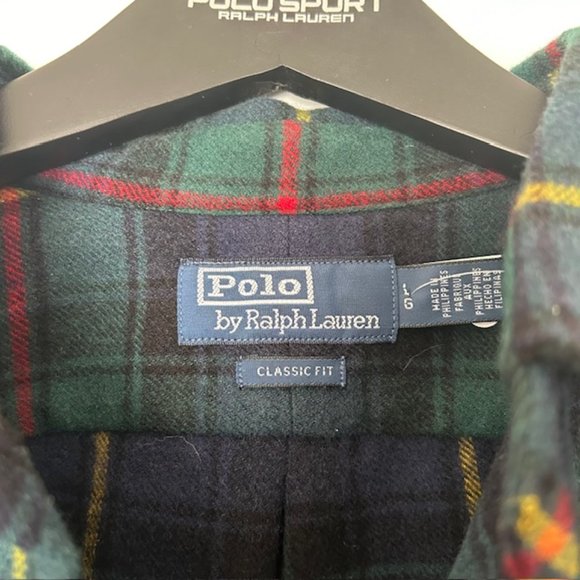 POLO SPORT
RALPH LAUREN
Polo
by Ralph Lauren
L
G
MADE IN
PHILIPPINES
FABRIQUÉ
AUX
PHILIPPINES
HECHO EN
FILIPINAS
CLASSIC FIT